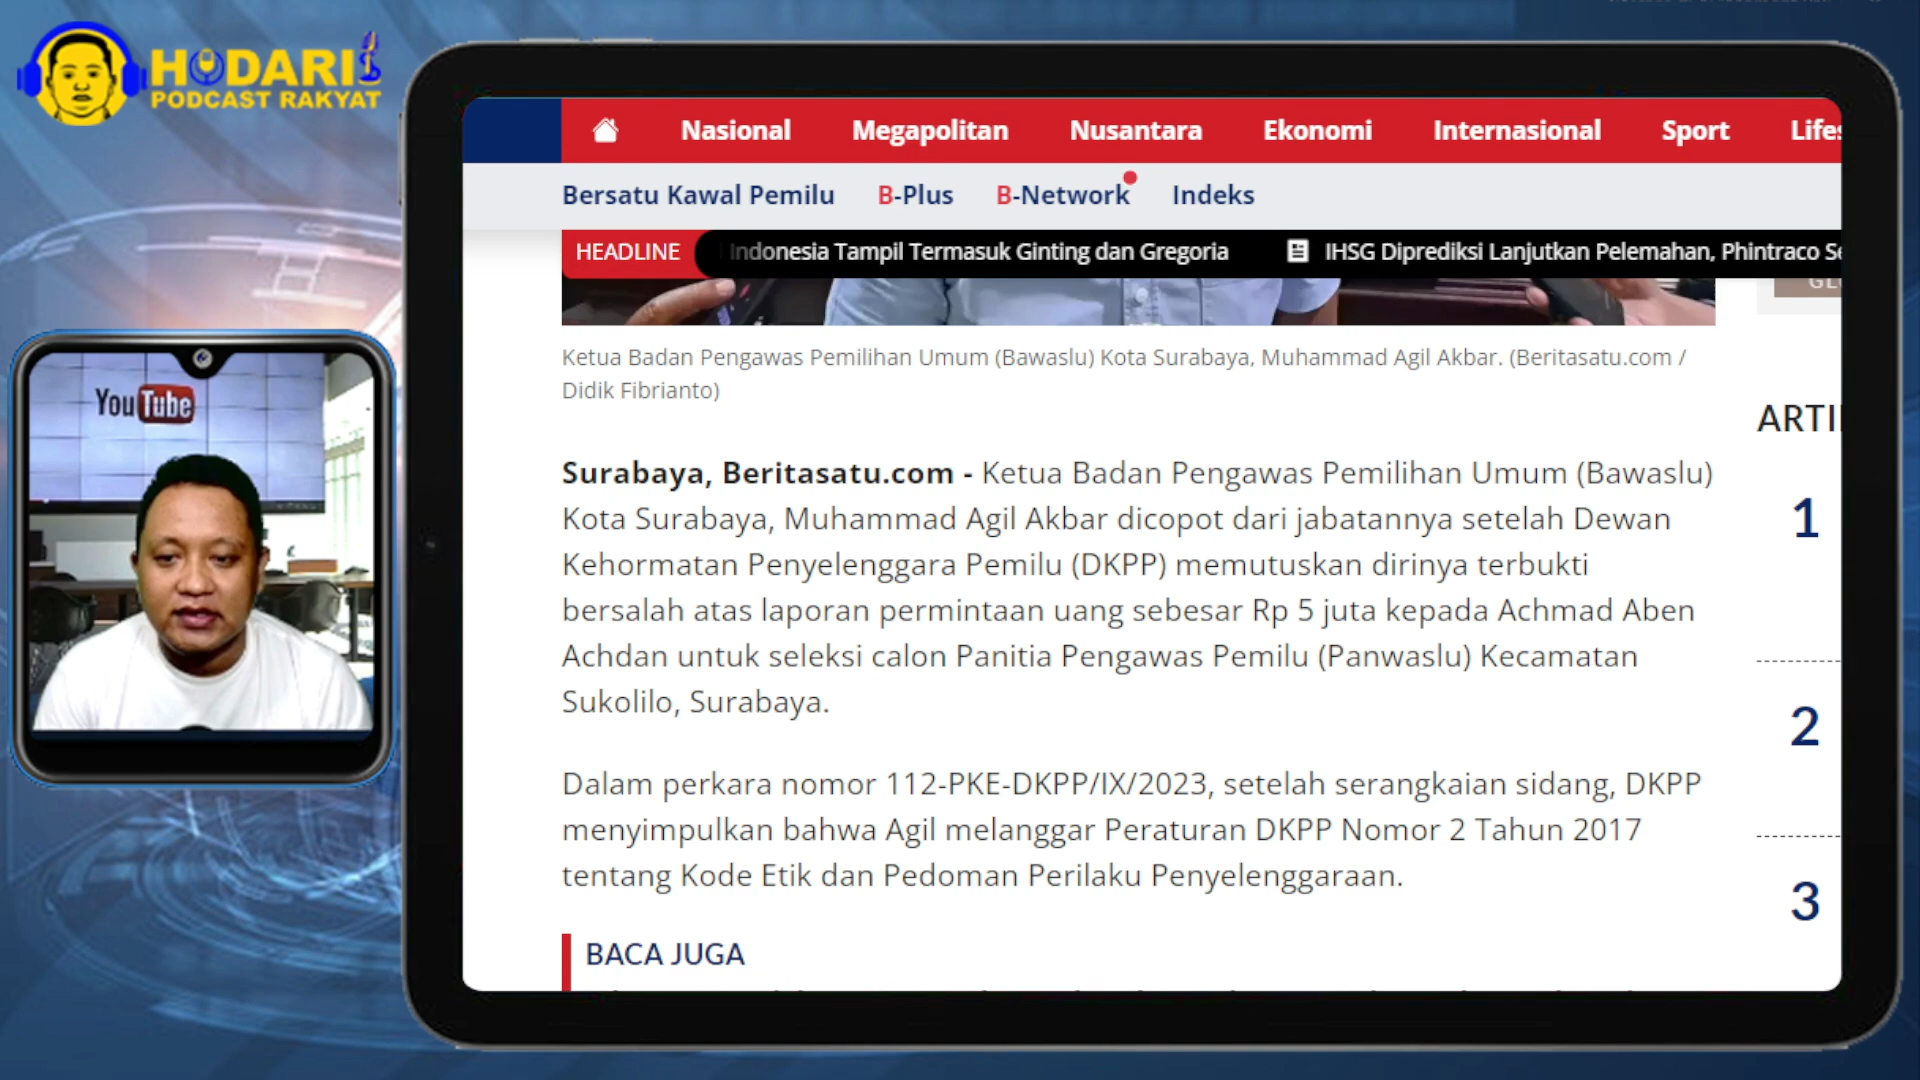 HODARI
PODCAST RAKYAT
YouTube
Nasional Megapolitan Nusantara Ekonomi Internasional Sport
Bersatu Kawal Pemilu B-Plus B-Network Indeks
HEADLINE Indonesia Tampil Termasuk Ginting dan Gregoria IHSG Diprediksi Lanjutkan Pelemahan, Phintraco
Ketua Badan Pengawas Pemilihan Umum (Bawaslu) Kota Surabaya, Muhammad Agil Akbar. (Beritasatu.com /
Didik Fibrianto)
Surabaya, Beritasatu.com - Ketua Badan Pengawas Pemilihan Umum (Bawaslu)
Kota Surabaya, Muhammad Agil Akbar dicopot dari jabatannya setelah Dewan
Kehormatan Penyelenggara Pemilu (DKPP) memutuskan dirinya terbukti
bersalah atas laporan permintaan uang sebesar Rp 5 juta kepada Achmad Aben
Achdan untuk seleksi calon Panitia Pengawas Pemilu (Panwaslu) Kecamatan
Sukolilo, Surabaya.
Dalam perkara nomor 112-PKE-DKPP/IX/2023, setelah serangkaian sidang, DKPP
menyimpulkan bahwa Agil melanggar Peraturan DKPP Nomor 2 Tahun 2017
tentang Kode Etik dan Pedoman Perilaku Penyelenggaraan.
BACA JUGA
ARTI
1
2
3